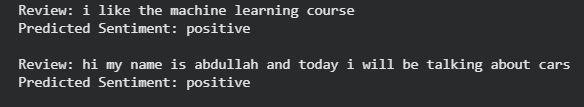 Review: i like the machine learning course
Predicted Sentiment: positive
Review: hi my name is abdullah and today i will be talking about cars
Predicted Sentiment: positive